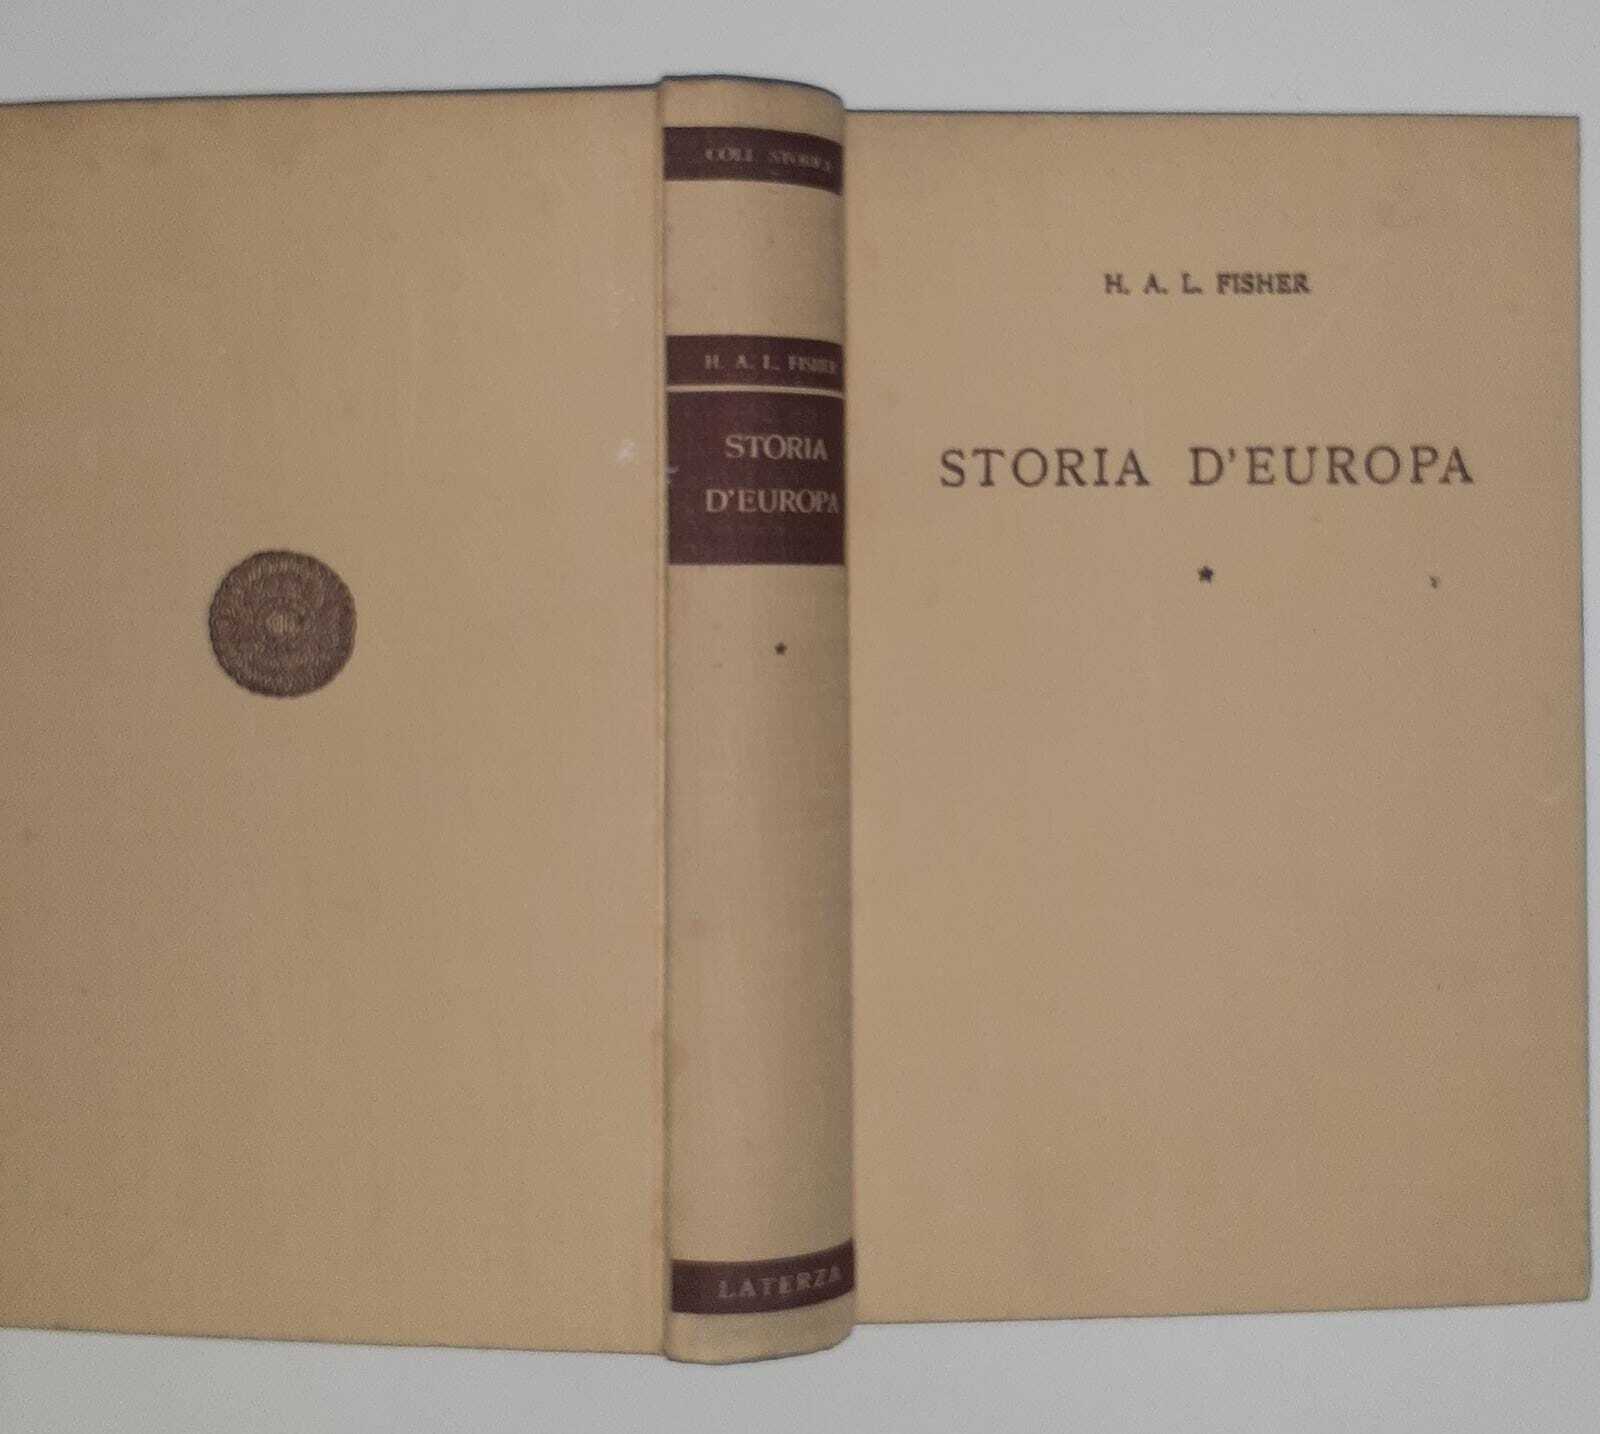 COLL. STORICA
H. A. L. FISHER
STORIA
D'EUROPA
*
LATERZA
H. A. L. FISHER
STORIA D'EUROPA
*